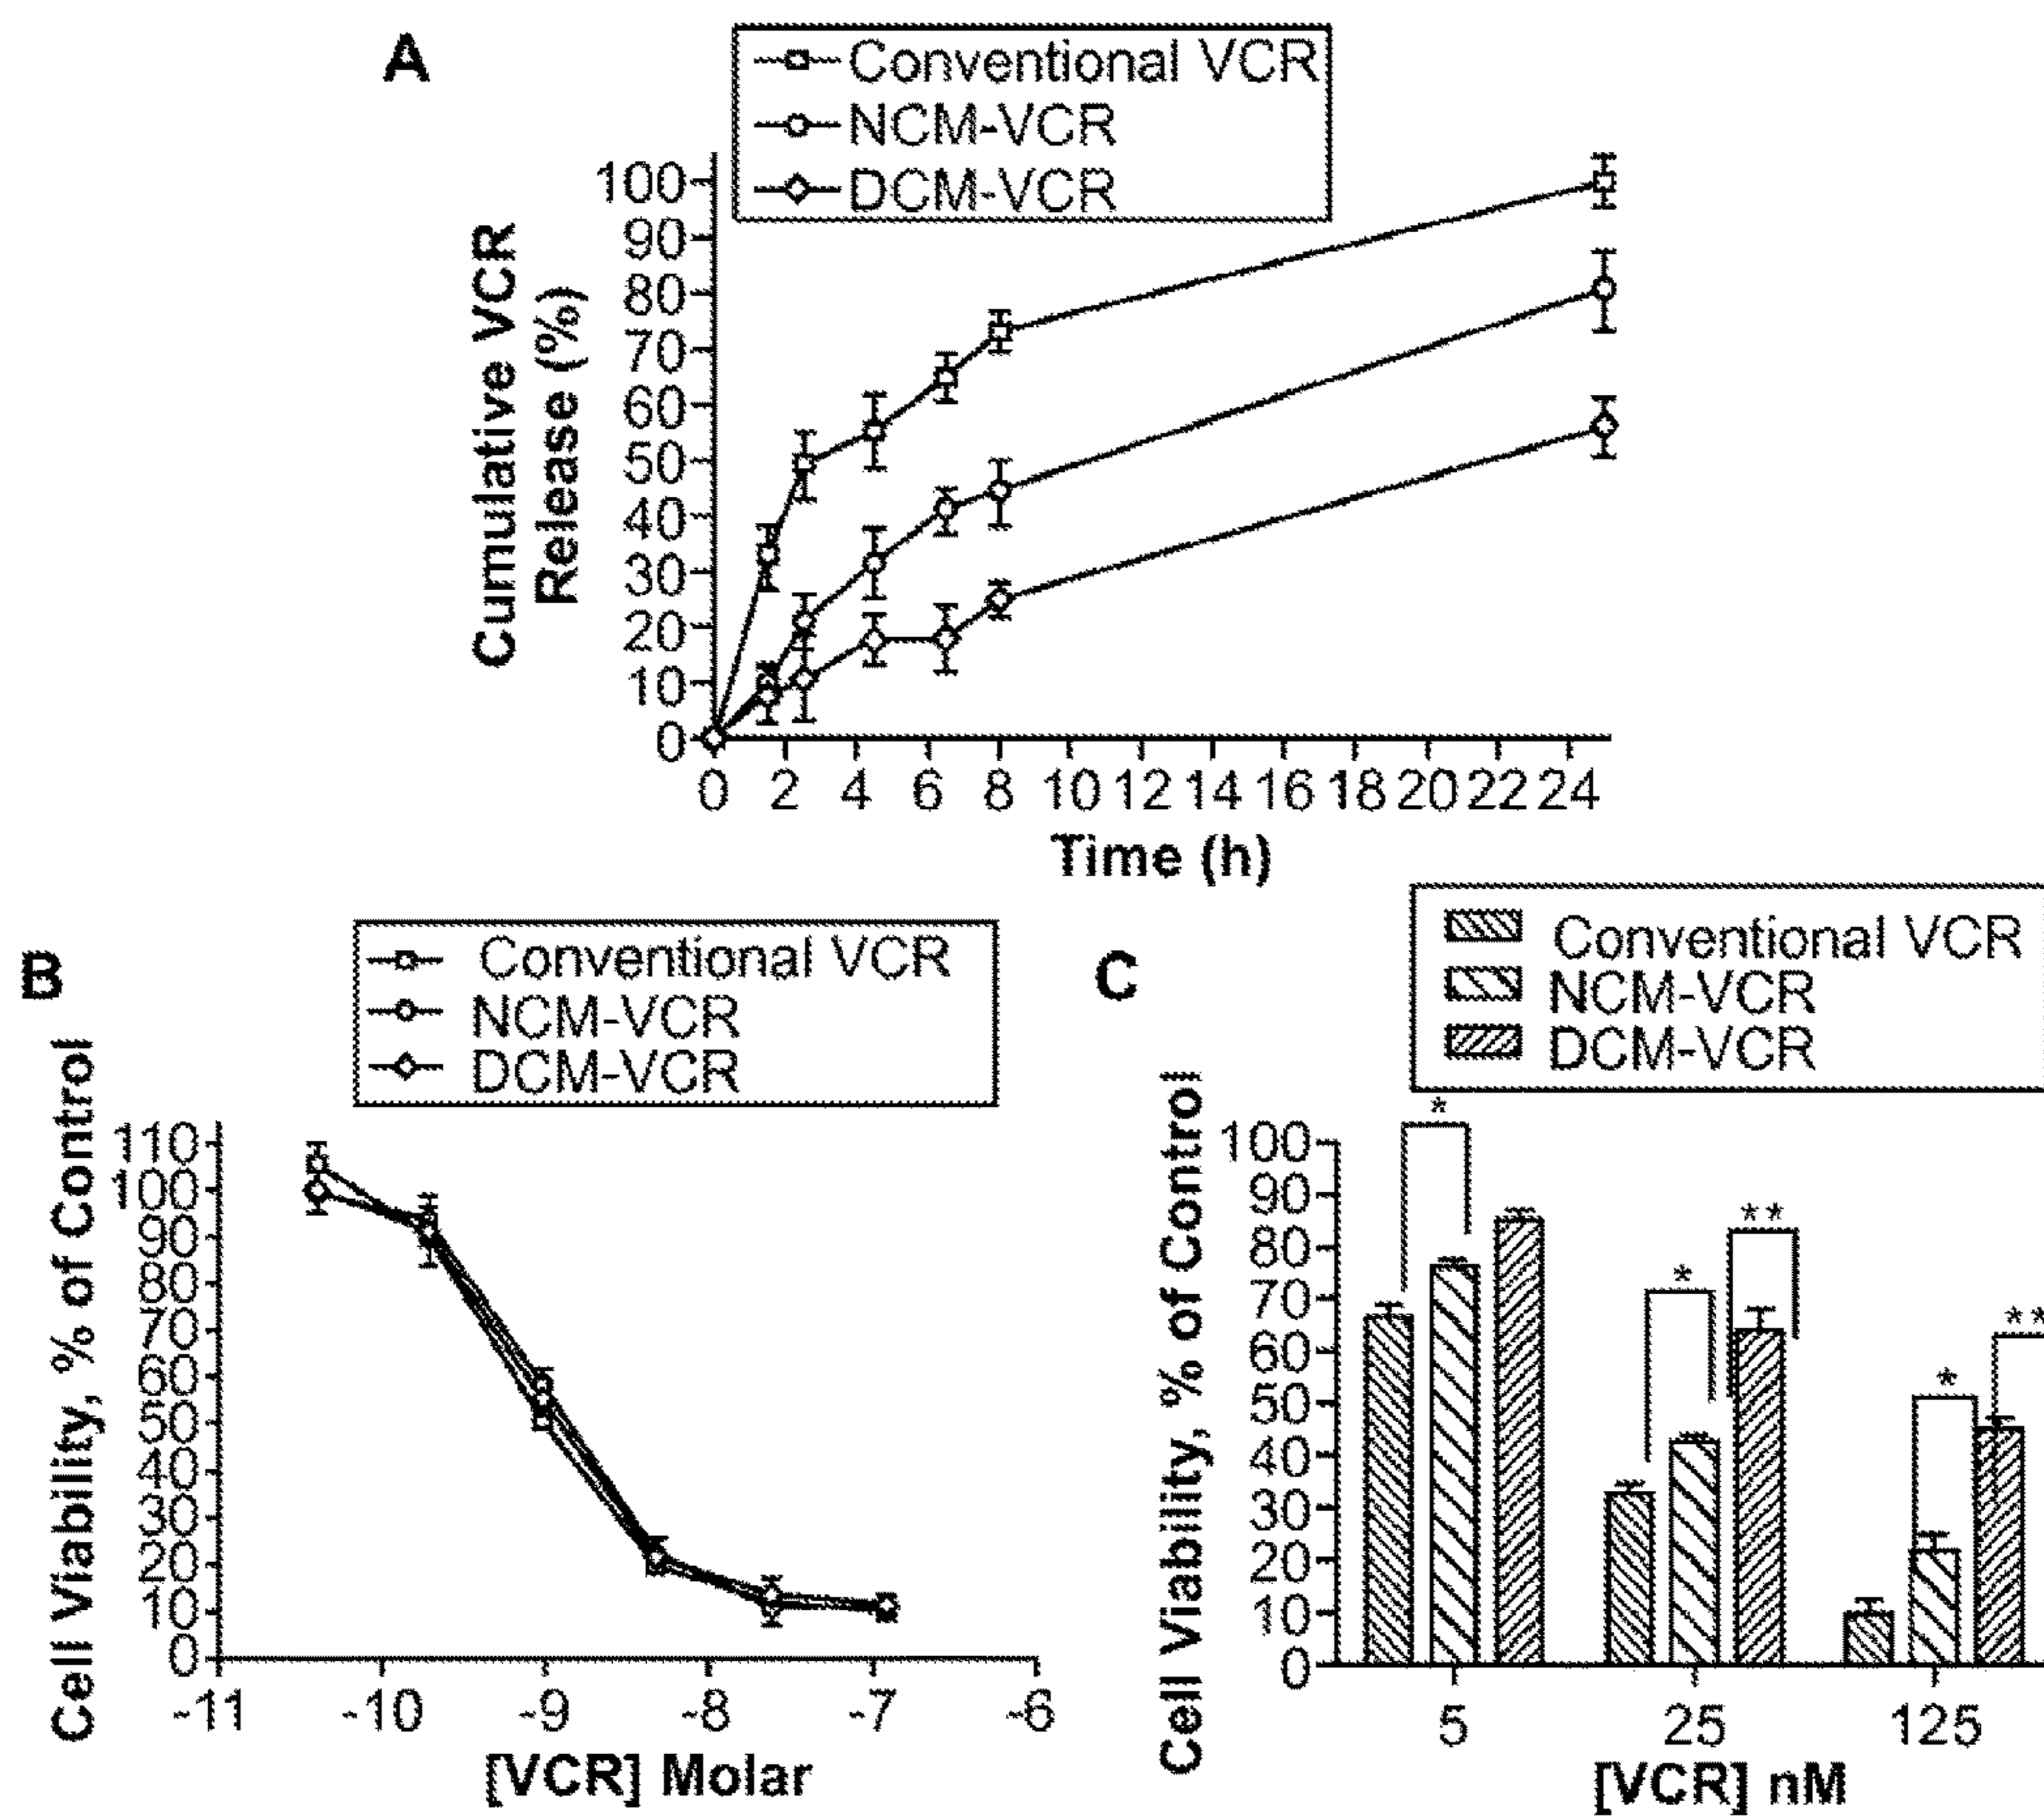 A
Conventional VCR
NCM-VCR
DCM-VCR
Cumulative VCR
Release (%)
100
90
80
70
60
50
40
30
20
10
0
0 2 4 6 8 10 12 14 16 18 20 22 24
Time (h)
B
Conventional VCR
NCM-VCR
DCM-VCR
Cell Viability, % of Control
110
100
90
80
70
60
50
40
30
20
10
0
-11 -10 -9 -8 -7 -6
[VCR] Molar
C
Conventional VCR
NCM-VCR
DCM-VCR
Cell Viability, % of Control
100
90
80
70
60
50
40
30
20
10
0
*
*
**
*
**
5 25 125
[VCR] nM